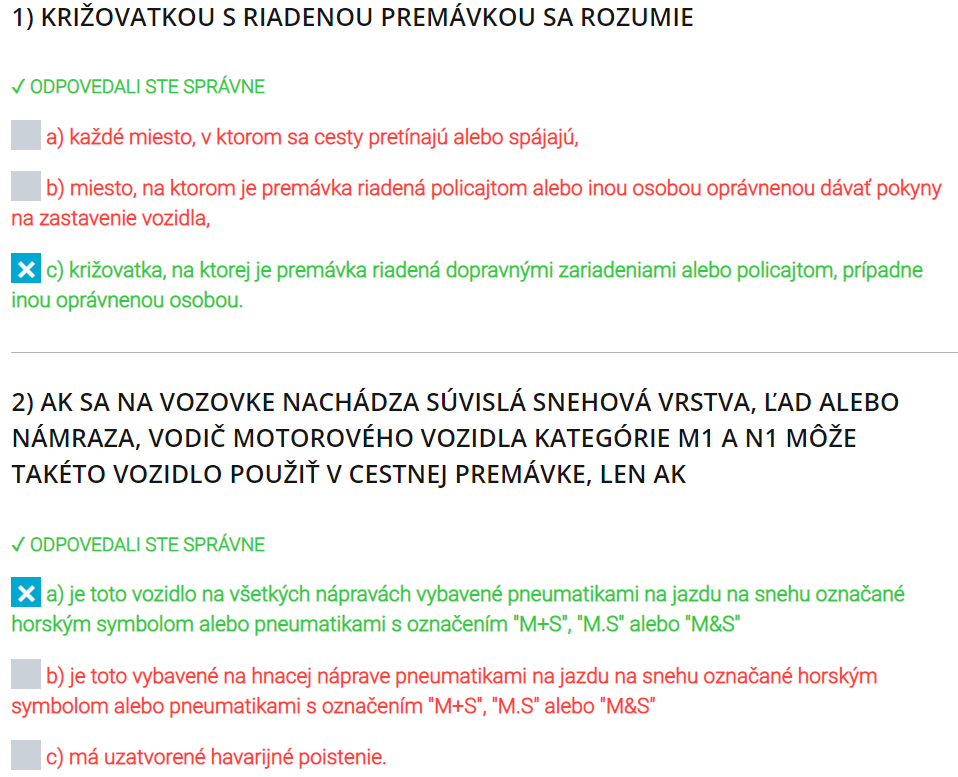 1) KRIŽOVATKOU S RIADENOU PREMÁVKOU SA ROZUMIE
✓ ODPOVEDALI STE SPRÁVNE
a) každé miesto, v ktorom sa cesty pretínajú alebo spájajú,
b) miesto, na ktorom je premávka riadená policajtom alebo inou osobou oprávnenou dávať pokyny
na zastavenie vozidla,
c) križovatka, na ktorej je premávka riadená dopravnými zariadeniami alebo policajtom, prípadne
inou oprávnenou osobou.
2) AK SA NA VOZOVKE NACHÁDZA SÚVISLÁ SNEHOVÁ VRSTVA, ĽAD ALEBO
NÁMRAZA, VODIČ MOTOROVÉHO VOZIDLA KATEGÓRIE M1 A N1 MÔŽE
TAKÉTO VOZIDLO POUŽIŤ V CESTNEJ PREMÁVKE, LEN AK
✓ ODPOVEDALI STE SPRÁVNE
a) je toto vozidlo na všetkých nápravách vybavené pneumatikami na jazdu na snehu označané
horským symbolom alebo pneumatikami s označením "M+S", "M.S" alebo "M&S"
b) je toto vybavené na hnacej náprave pneumatikami na jazdu na snehu označané horským
symbolom alebo pneumatikami s označením "M+S", "M.S" alebo "M&S"
c) má uzatvorené havarijné poistenie.